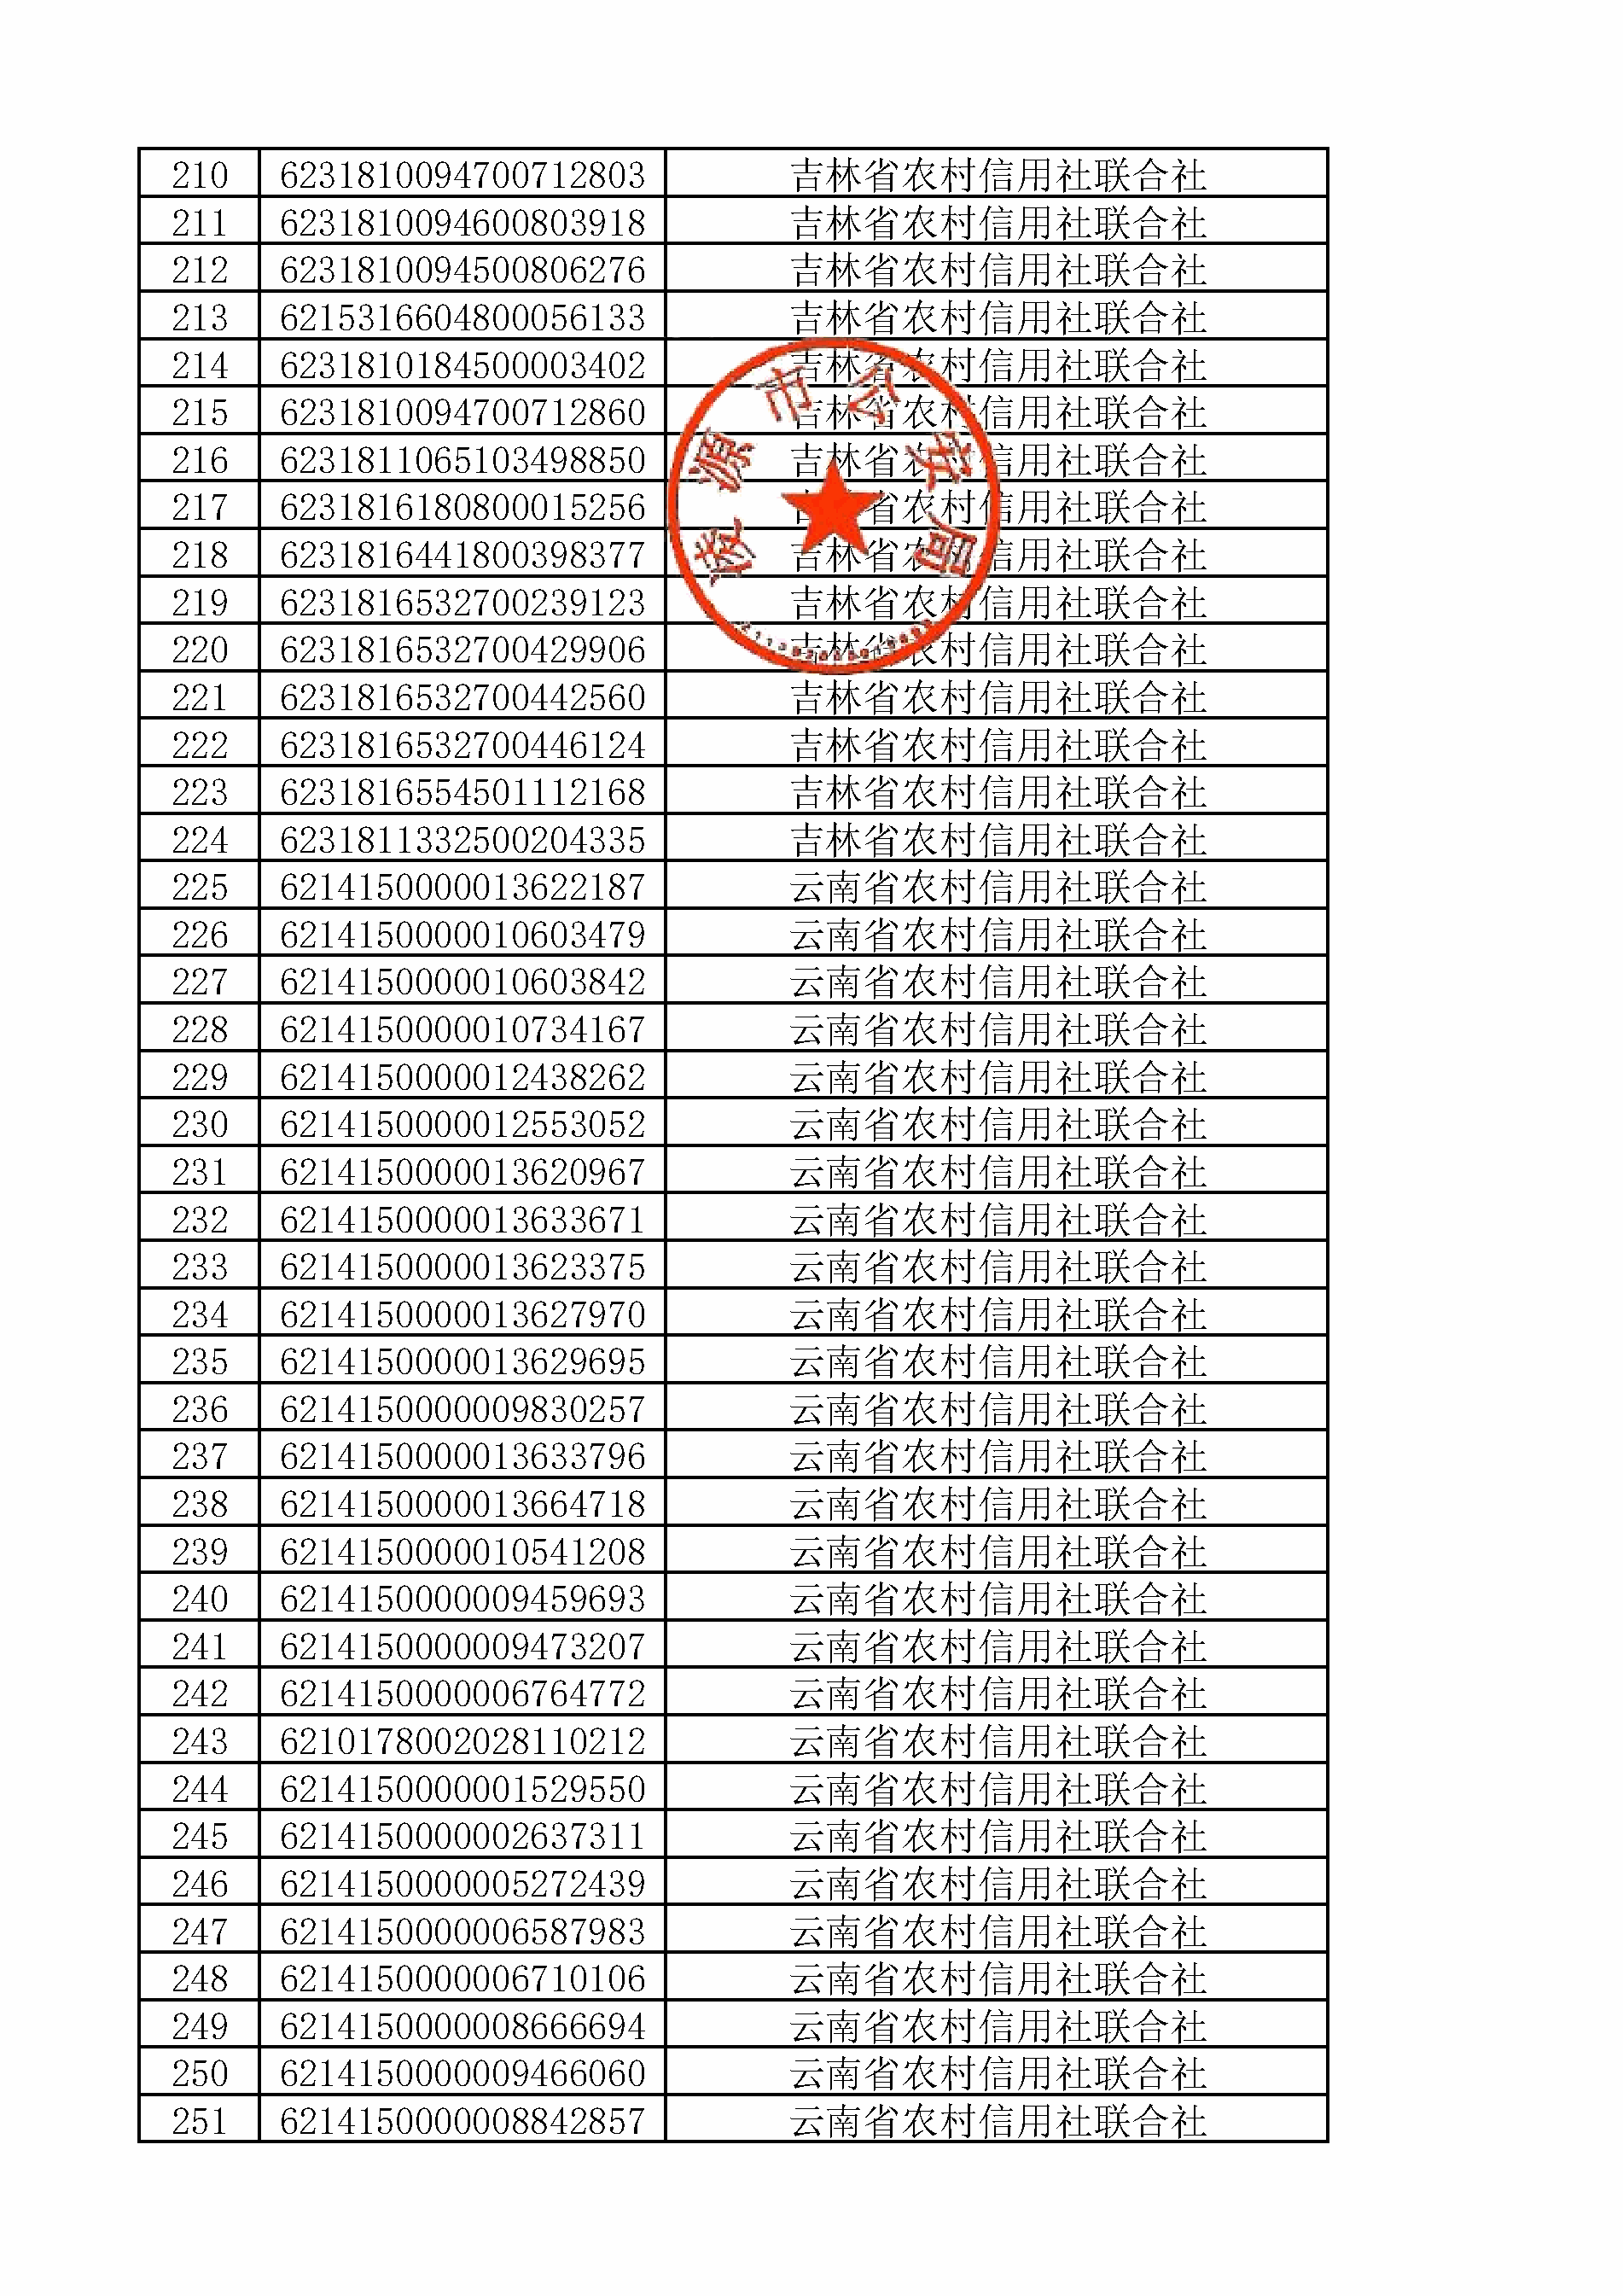 210 6231810094700712803 吉林省农村信用社联合社
211 6231810094600803918 吉林省农村信用社联合社
212 6231810094500806276 吉林省农村信用社联合社
213 6215316604800056133 吉林省农村信用社联合社
214 6231810184500003402 吉林省农村信用社联合社
215 6231810094700712860 吉林省农村信用社联合社
216 6231811065103498850 吉林省农村信用社联合社
217 6231816180800015256 吉林省农村信用社联合社
218 6231816441800398377 吉林省农村信用社联合社
219 6231816532700239123 吉林省农村信用社联合社
220 6231816532700429906 吉林省农村信用社联合社
221 6231816532700442560 吉林省农村信用社联合社
222 6231816532700446124 吉林省农村信用社联合社
223 6231816554501112168 吉林省农村信用社联合社
224 6231811332500204335 吉林省农村信用社联合社
225 6214150000013622187 云南省农村信用社联合社
226 6214150000010603479 云南省农村信用社联合社
227 6214150000010603842 云南省农村信用社联合社
228 6214150000010734167 云南省农村信用社联合社
229 6214150000012438262 云南省农村信用社联合社
230 6214150000012553052 云南省农村信用社联合社
231 6214150000013620967 云南省农村信用社联合社
232 6214150000013633671 云南省农村信用社联合社
233 6214150000013623375 云南省农村信用社联合社
234 6214150000013627970 云南省农村信用社联合社
235 6214150000013629695 云南省农村信用社联合社
236 6214150000009830257 云南省农村信用社联合社
237 6214150000013633796 云南省农村信用社联合社
238 6214150000013664718 云南省农村信用社联合社
239 6214150000010541208 云南省农村信用社联合社
240 6214150000009459693 云南省农村信用社联合社
241 6214150000009473207 云南省农村信用社联合社
242 6214150000006764772 云南省农村信用社联合社
243 6210178002028110212 云南省农村信用社联合社
244 6214150000001529550 云南省农村信用社联合社
245 6214150000002637311 云南省农村信用社联合社
246 6214150000005272439 云南省农村信用社联合社
247 6214150000006587983 云南省农村信用社联合社
248 6214150000006710106 云南省农村信用社联合社
249 6214150000008666694 云南省农村信用社联合社
250 6214150000009466060 云南省农村信用社联合社
251 6214150000008842857 云南省农村信用社联合社
凌源市公安局